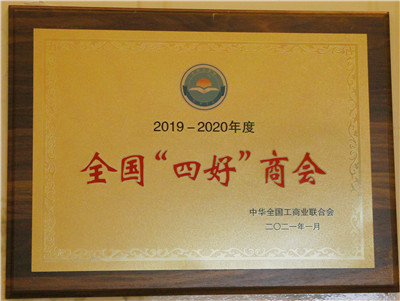 2019-2020年度
全国“四好”商会
中华全国工商业联合会
二〇二一年一月